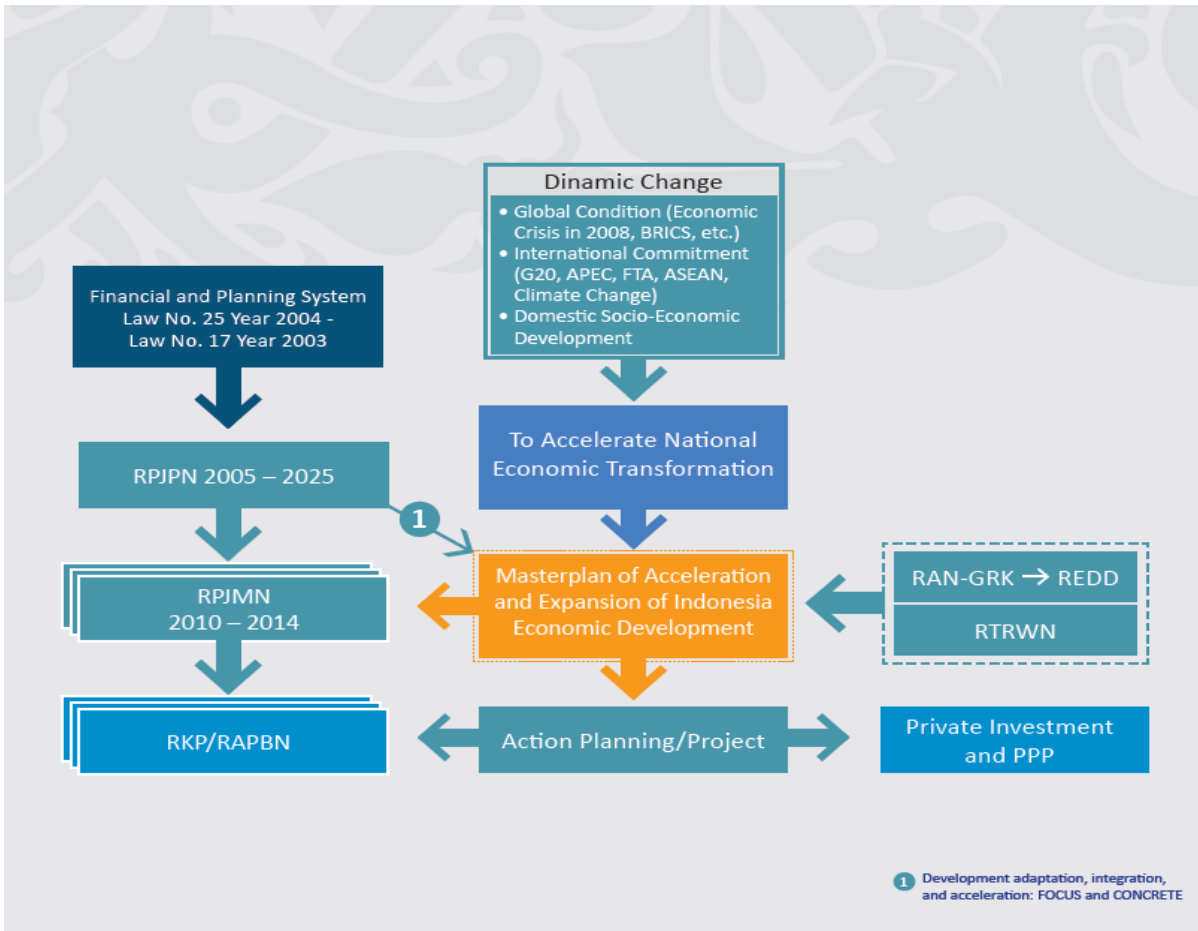 Dinamic Change
• Global Condition (Economic
Crisis in 2008, BRICS, etc.)
• International Commitment
(G20, APEC, FTA, ASEAN,
Climate Change)
• Domestic Socio-Economic
Development
Financial and Planning System
Law No. 25 Year 2004 -
Law No. 17 Year 2003
To Accelerate National
Economic Transformation
RPJPN 2005 – 2025
1
Masterplan of Acceleration
and Expansion of Indonesia
Economic Development
RAN-GRK → REDD
RTRWN
RPJMN
2010 – 2014
RKP/RAPBN
Action Planning/Project
Private Investment
and PPP
1 Development adaptation, integration,
and acceleration: FOCUS and CONCRETE